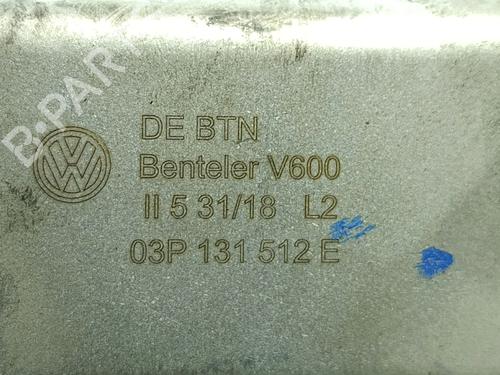 B-PARTS
DE BTN
Benteler V600
II 5 31/18 L2
03P 131 512 E